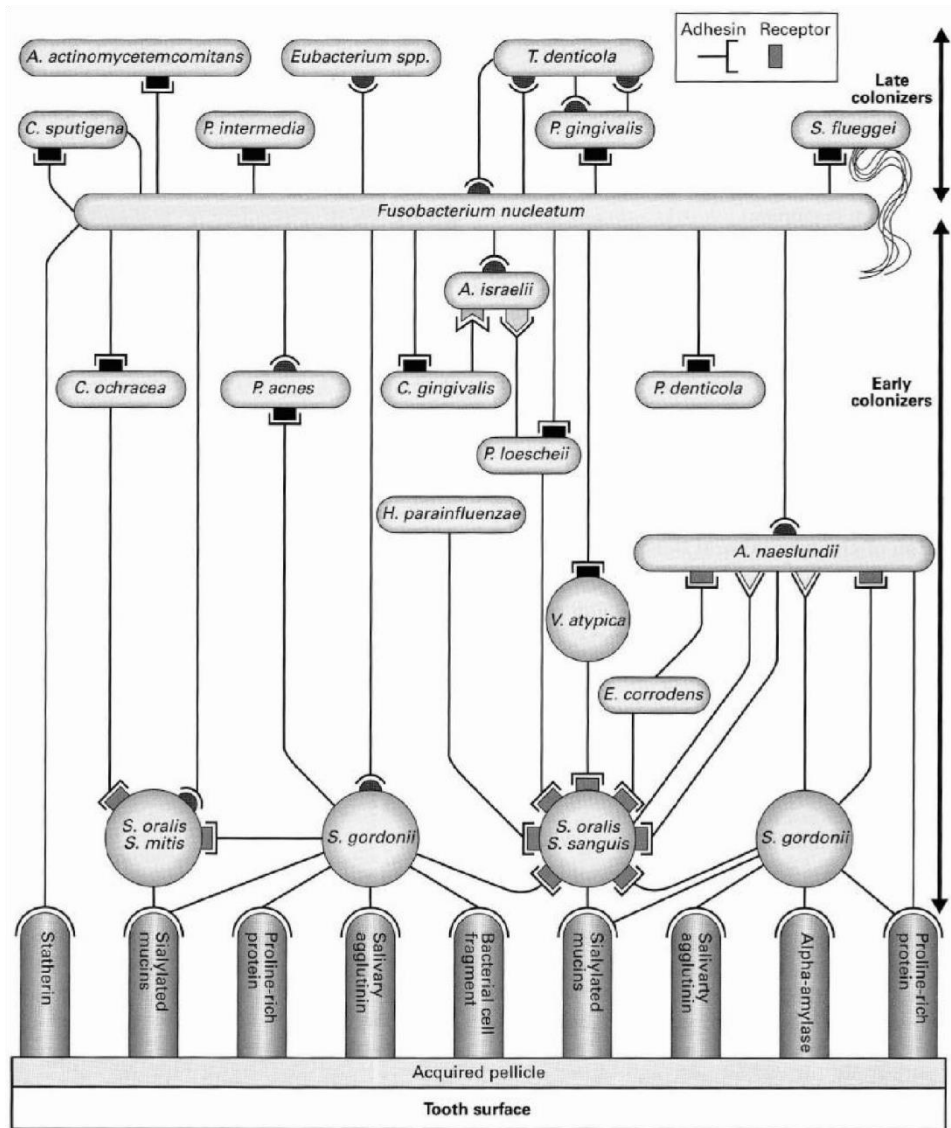 Adhesin Receptor
Late
colonizers
A. actinomycetemcomitans
Eubacterium spp.
T. denticola
C. sputigena
P. intermedia
P. gingivalis
S. flueggei
Fusobacterium nucleatum
A. israelii
C. ochracea
P. acnes
C. gingivalis
P. denticola
Early
colonizers
P. loescheii
H. parainfluenzae
A. naeslundii
V. atypica
E. corrodens
S. oralis
S. mitis
S. gordonii
S. oralis
S. sanguis
S. gordonii
Statherin
Sialylated
mucins
Proline-rich
protein
Salivary
agglutinin
Bacterial cell
fragment
Sialylated
mucins
Salivarty
agglutinin
Alpha-amylase
Proline-rich
protein
Acquired pellicle
Tooth surface